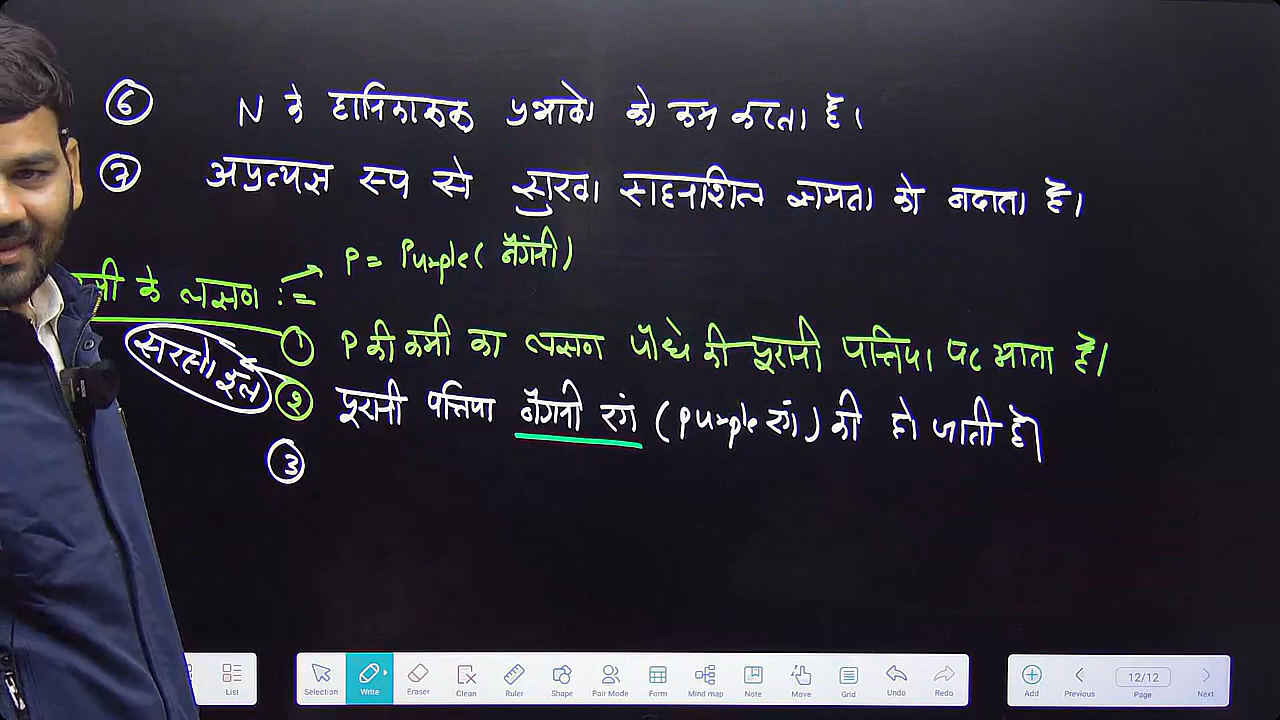 ⑥ N के हानिकारक प्रभावो को कम करता है।
⑦ अप्रत्यक्ष रूप से सुखा सहनशिल क्षमता को बढाता है।
P = Purple (बैगंनी)
मी के लक्षण :=
① P की कमी का लक्षण पौधे की पूरानी पत्तिया पर आता है।
सरसो इले
② पूरानी पत्तिया बैगनी रंग (purple रंग) की हो जाती है।
③
List Selection Write Eraser Clean Ruler Shape Pair Mode Form Mind map Note Move Grid Undo Redo Add Previous 12/12 Page Next